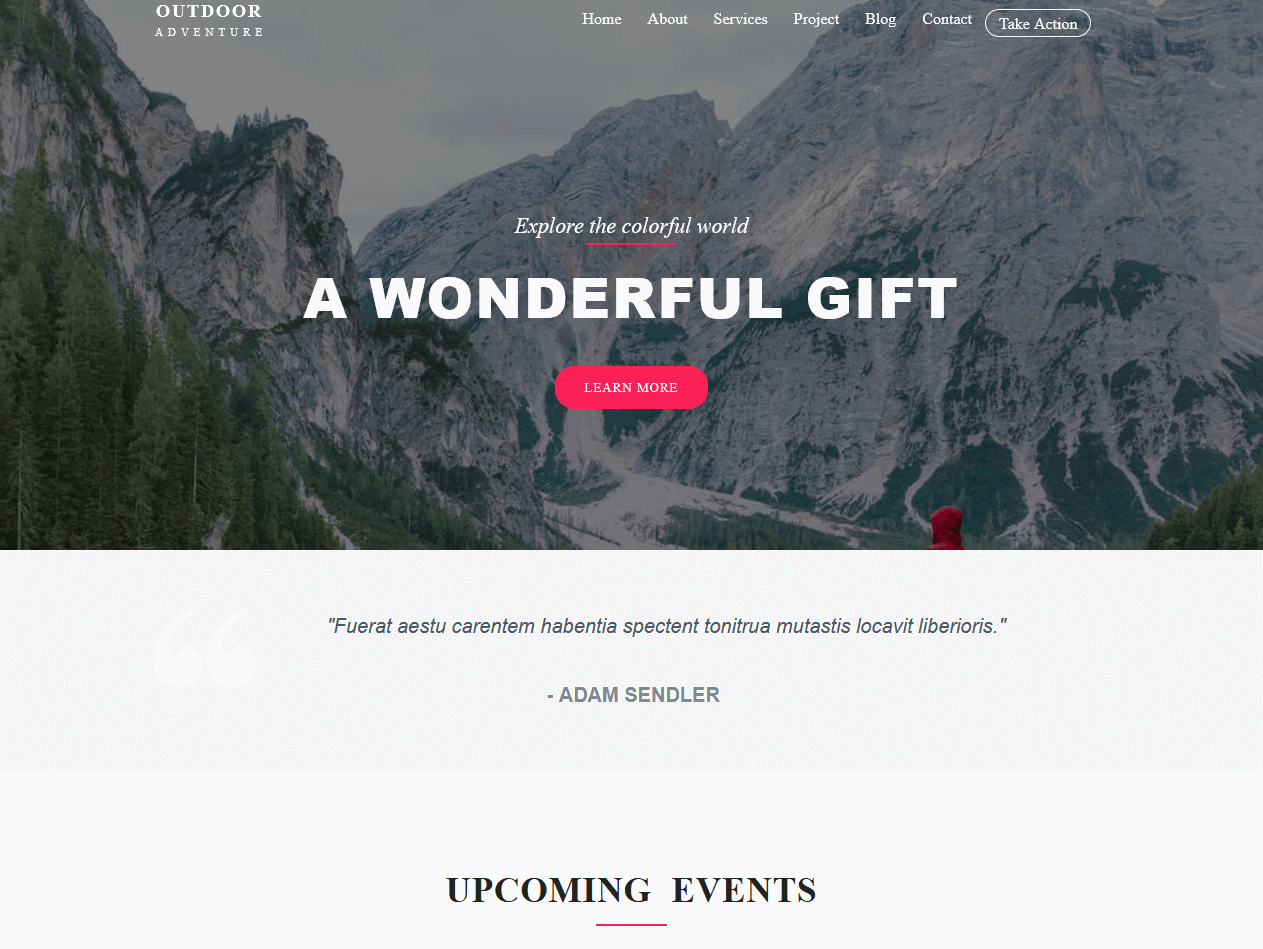 OUTDOOR
ADVENTURE
Home About Services Project Blog Contact Take Action
Explore the colorful world
A WONDERFUL GIFT
LEARN MORE
"Fuerat aestu carentem habentia spectent tonitrua mutastis locavit liberioris."
- ADAM SENDLER
UPCOMING EVENTS